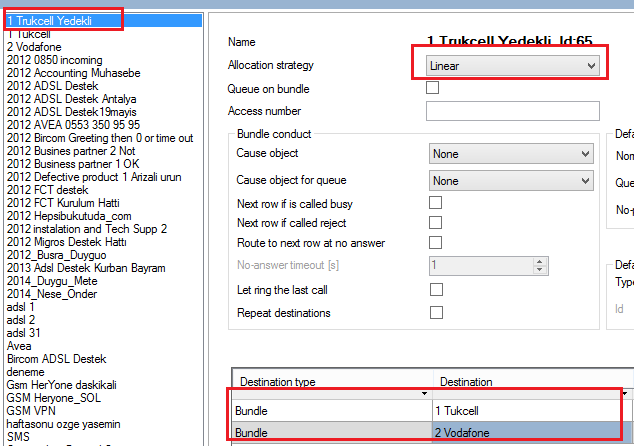 1 Trukcell Yedekli
1 Tukcell
2 Vodafone
2012 0850 incoming
2012 Accounting Muhasebe
2012 ADSL Destek
2012 ADSL Destek Antalya
2012 ADSL Destek19mayis
2012 AVEA 0553 350 95 95
2012 Bircom Greeting then 0 or time out
2012 Busines partner 2 Not
2012 Business partner 1 OK
2012 Defective product 1 Arizali urun
2012 FCT destek
2012 FCT Kurulum Hatti
2012 Hepsibukutuda_com
2012 instalation and Tech Supp 2
2012 Migros Destek Hattı
2012_Busra_Duyguo
2013 Adsl Destek Kurban Bayram
2014_Duygu_Mete
2014_Nese_Onder
adsl 1
adsl 2
adsl 31
Avea
Bircom ADSL Destek
deneme
Gsm HerYone daskikali
GSM Heryone_SOL
GSM VPN
haftasonu ozge yasemin
SMS
Name
1 Trukcell Yedekli, Id:65
Allocation strategy
Linear
Queue on bundle
Access number
Bundle conduct
Cause object
None
Cause object for queue
None
Next row if is called busy
Next row if called reject
Route to next row at no answer
No-answer timeout [s]
1
Let ring the last call
Repeat destinations
Defa
Nom
Que
No-
Defa
Type
Id
Destination type
Destination
Bundle
1 Tukcell
Bundle
2 Vodafone